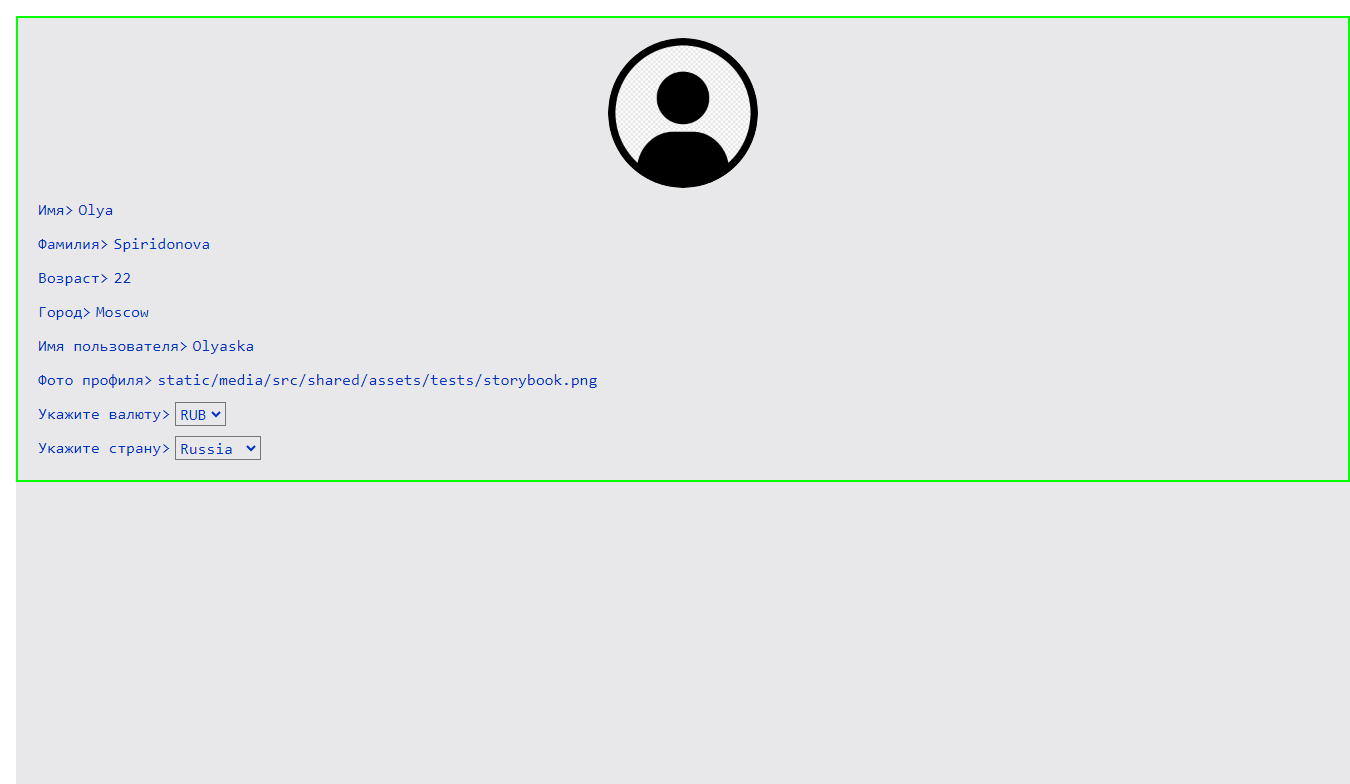 Имя> Olya
Фамилия> Spiridonova
Возраст> 22
Город> Moscow
Имя пользователя> Olyaska
Фото профиля> static/media/src/shared/assets/tests/storybook.png
Укажите валюту> RUB
Укажите страну> Russia